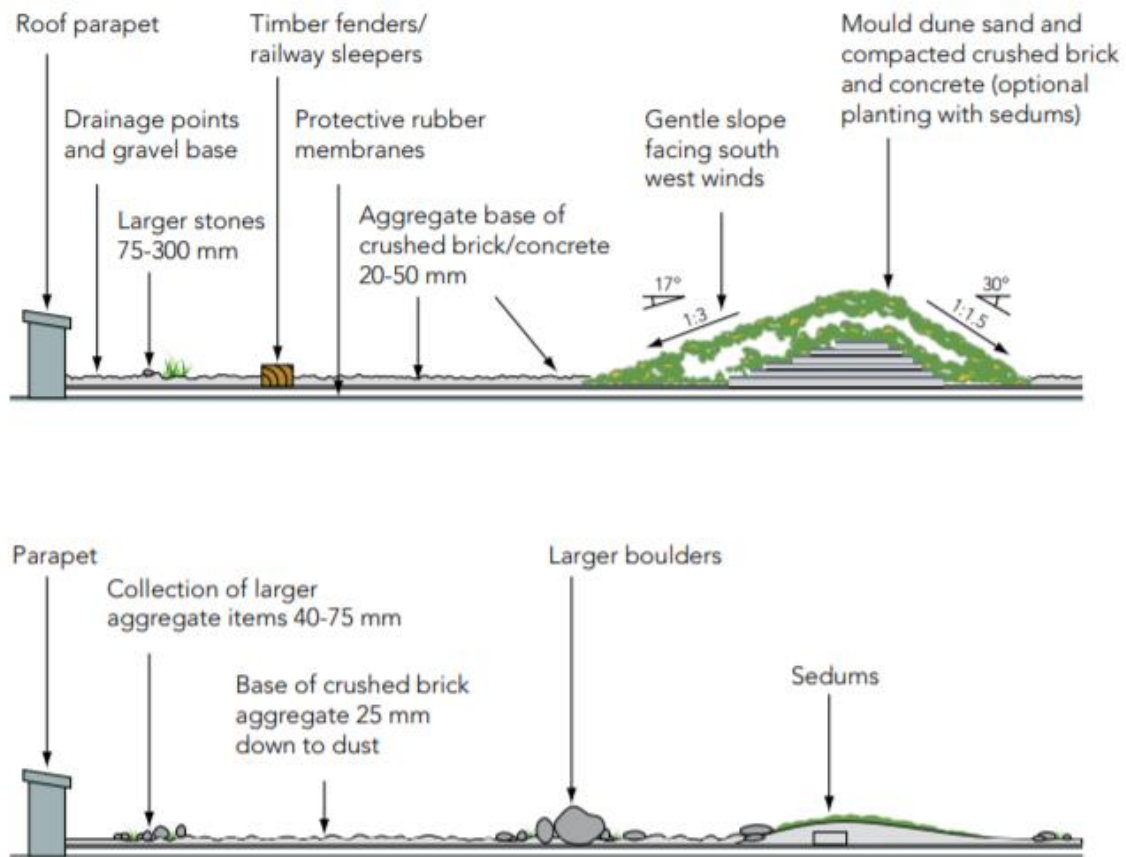 Roof parapet
Timber fenders/
railway sleepers
Mould dune sand and
compacted crushed brick
and concrete (optional
planting with sedums)
Drainage points
and gravel base
Protective rubber
membranes
Gentle slope
facing south
west winds
Larger stones
75-300 mm
Aggregate base of
crushed brick/concrete
20-50 mm
17°
1:3
30°
1:1.5
Parapet
Collection of larger
aggregate items 40-75 mm
Larger boulders
Base of crushed brick
aggregate 25 mm
down to dust
Sedums